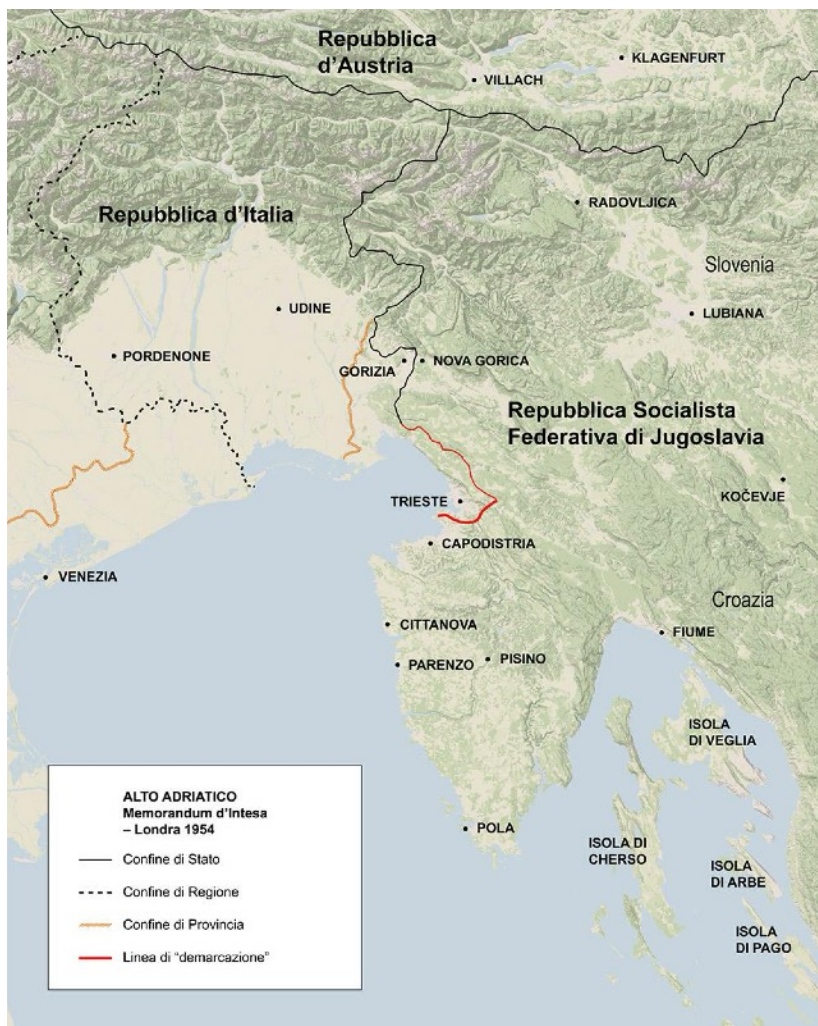 Repubblica
d'Austria
KLAGENFURT
VILLACH
RADOVLJICA
Repubblica d'Italia
Slovenia
UDINE
LUBIANA
PORDENONE
GORIZIA
NOVA GORICA
Repubblica Socialista
Federativa di Jugoslavia
KOČEVJE
TRIESTE
CAPODISTRIA
VENEZIA
Croazia
CITTANOVA
FIUME
PARENZO
PISINO
ISOLA
DI VEGLIA
POLA
ISOLA DI
CHERSO
ISOLA
DI ARBE
ISOLA
DI PAGO
ALTO ADRIATICO
Memorandum d'Intesa
– Londra 1954
Confine di Stato
Confine di Regione
Confine di Provincia
Linea di "demarcazione"